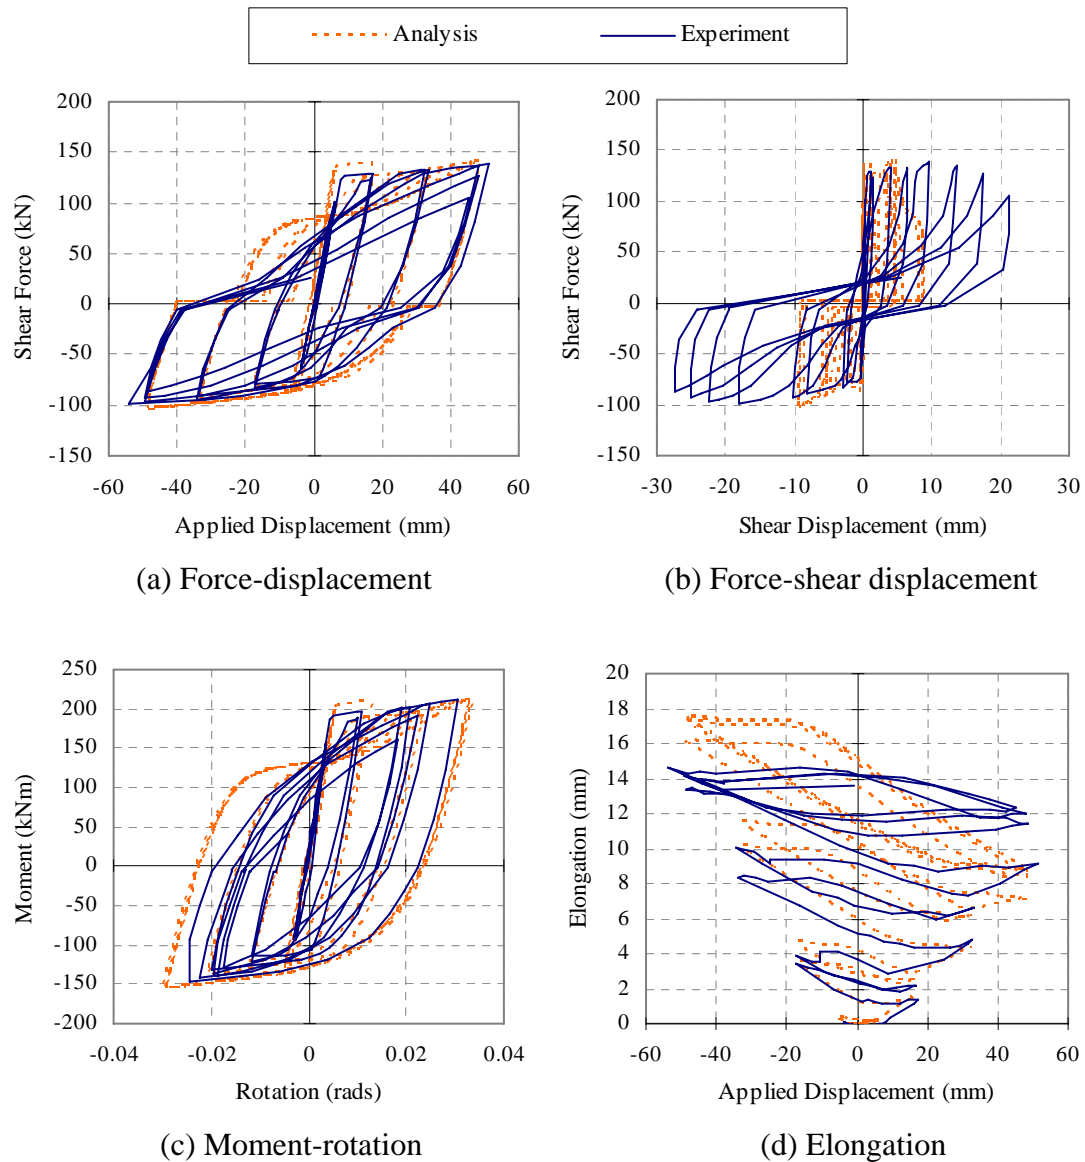 Analysis Experiment
200
150
100
50
0
-50
-100
-150
-60 -40 -20 0 20 40 60
Shear Force (kN)
Applied Displacement (mm)
(a) Force-displacement
200
150
100
50
0
-50
-100
-150
-30 -20 -10 0 10 20 30
Shear Force (kN)
Shear Displacement (mm)
(b) Force-shear displacement
250
200
150
100
50
0
-50
-100
-150
-200
-0.04 -0.02 0 0.02 0.04
Moment (kNm)
Rotation (rads)
(c) Moment-rotation
20
18
16
14
12
10
8
6
4
2
0
-60 -40 -20 0 20 40 60
Elongation (mm)
Applied Displacement (mm)
(d) Elongation